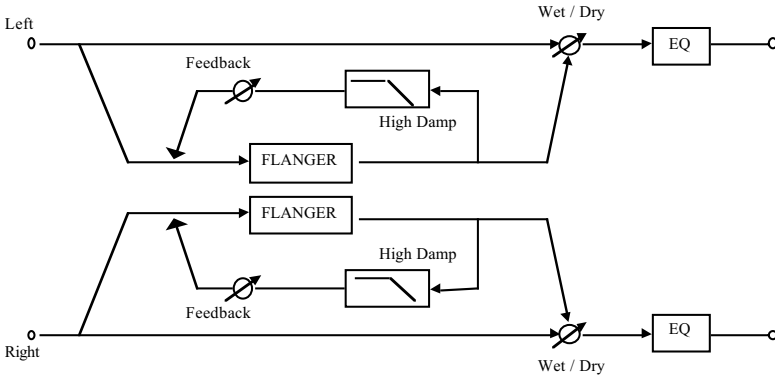 Wet / Dry
Left
EQ
Feedback
High Damp
FLANGER
FLANGER
High Damp
Feedback
EQ
Right
Wet / Dry